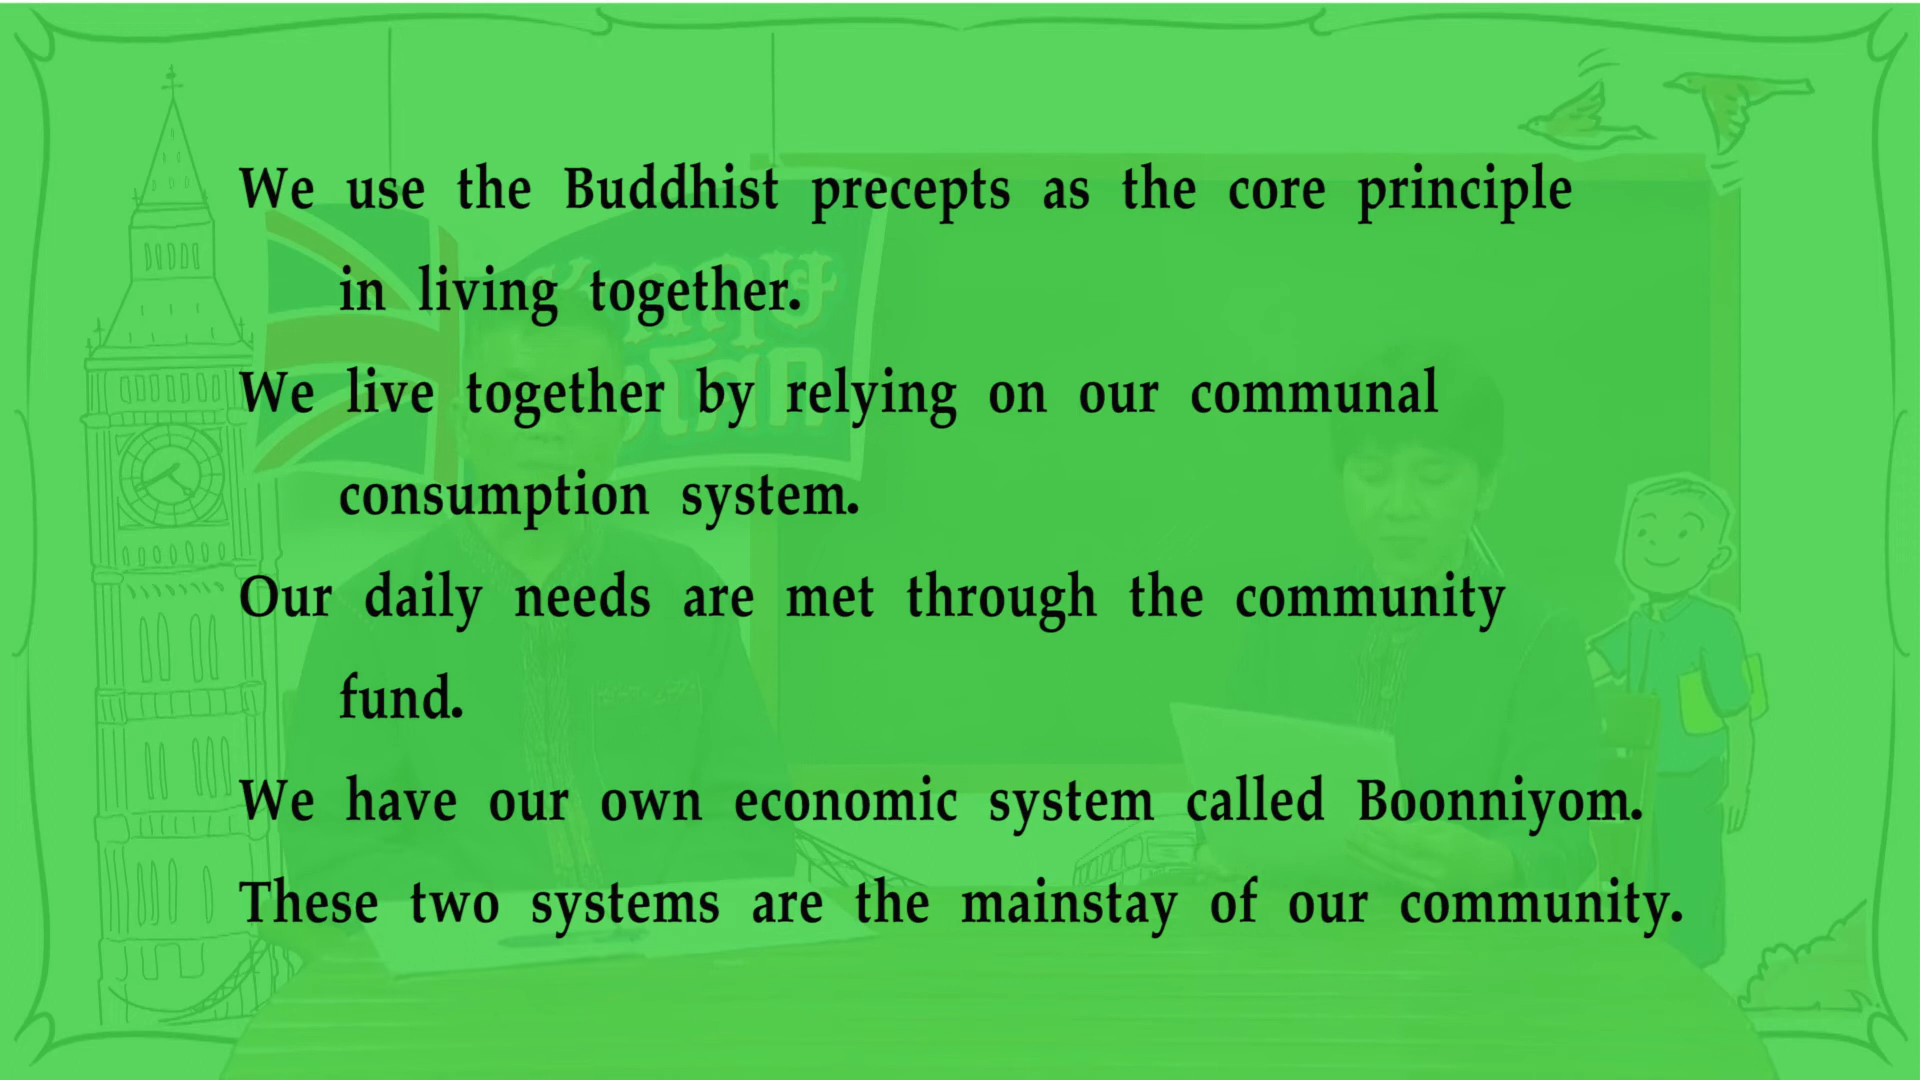 We use the Buddhist precepts as the core principle
in living together.
We live together by relying on our communal
consumption system.
Our daily needs are met through the community
fund.
We have our own economic system called Boonniyom.
These two systems are the mainstay of our community.